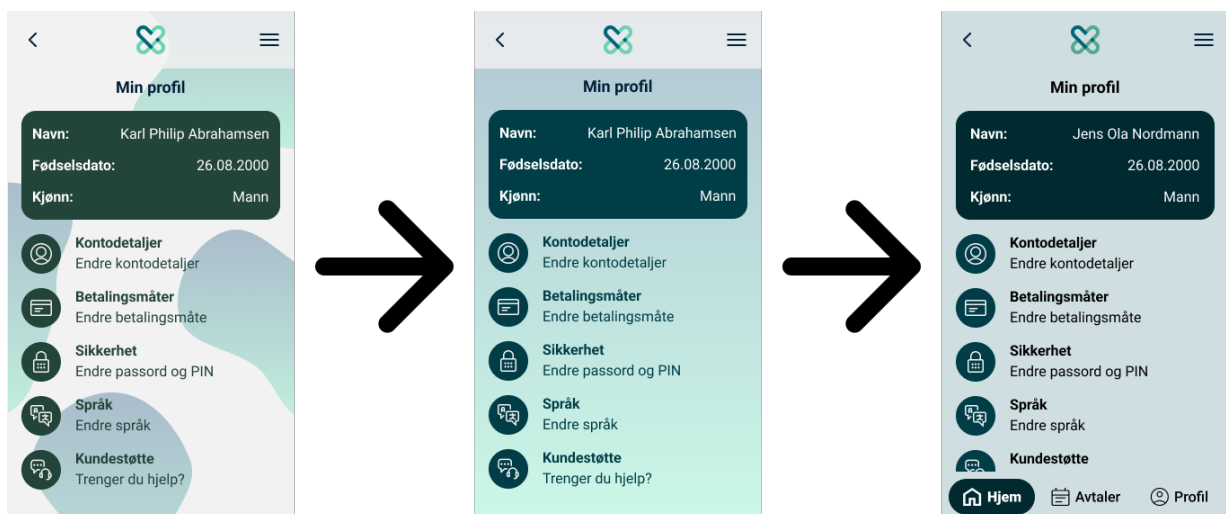 Min profil
Navn: Karl Philip Abrahamsen
Fødselsdato: 26.08.2000
Kjønn: Mann
Kontodetaljer
Endre kontodetaljer
Betalingsmåter
Endre betalingsmåte
Sikkerhet
Endre passord og PIN
Språk
Endre språk
Kundestøtte
Trenger du hjelp?
Min profil
Navn: Karl Philip Abrahamsen
Fødselsdato: 26.08.2000
Kjønn: Mann
Kontodetaljer
Endre kontodetaljer
Betalingsmåter
Endre betalingsmåte
Sikkerhet
Endre passord og PIN
Språk
Endre språk
Kundestøtte
Trenger du hjelp?
Min profil
Navn: Jens Ola Nordmann
Fødselsdato: 26.08.2000
Kjønn: Mann
Kontodetaljer
Endre kontodetaljer
Betalingsmåter
Endre betalingsmåte
Sikkerhet
Endre passord og PIN
Språk
Endre språk
Kundestøtte
Hjem Avtaler Profil